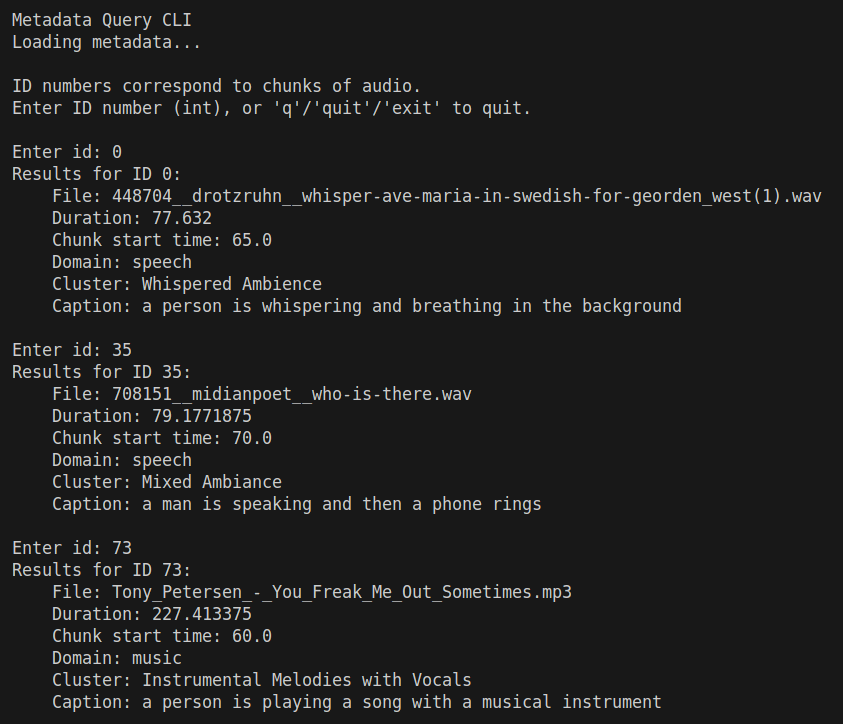 Metadata Query CLI
Loading metadata...
ID numbers correspond to chunks of audio.
Enter ID number (int), or 'q'/'quit'/'exit' to quit.
Enter id: 0
Results for ID 0:
File: 448704__drotzruhn__whisper-ave-maria-in-swedish-for-georden_west(1).wav
Duration: 77.632
Chunk start time: 65.0
Domain: speech
Cluster: Whispered Ambience
Caption: a person is whispering and breathing in the background
Enter id: 35
Results for ID 35:
File: 708151__midianpoet__who-is-there.wav
Duration: 79.1771875
Chunk start time: 70.0
Domain: speech
Cluster: Mixed Ambiance
Caption: a man is speaking and then a phone rings
Enter id: 73
Results for ID 73:
File: Tony_Petersen_-_You_Freak_Me_Out_Sometimes.mp3
Duration: 227.413375
Chunk start time: 60.0
Domain: music
Cluster: Instrumental Melodies with Vocals
Caption: a person is playing a song with a musical instrument